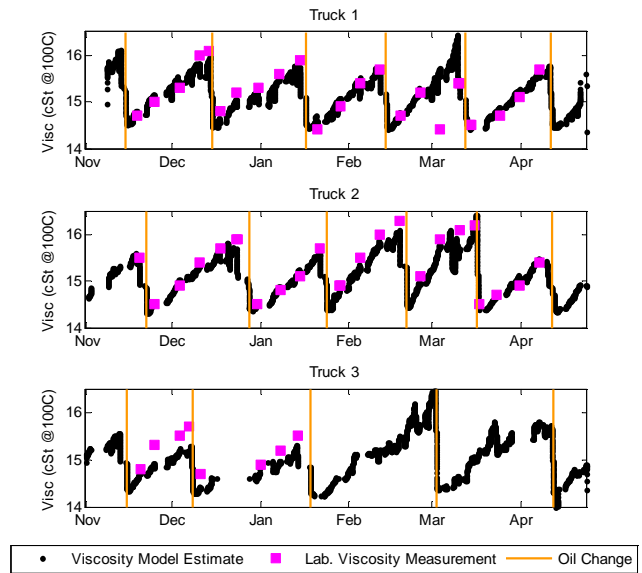 Truck 1
Visc (cSt @100C)
16
15
14
Nov Dec Jan Feb Mar Apr
Truck 2
Visc (cSt @100C)
16
15
14
Nov Dec Jan Feb Mar Apr
Truck 3
Visc (cSt @100C)
16
15
14
Nov Dec Jan Feb Mar Apr
Viscosity Model Estimate Lab. Viscosity Measurement Oil Change